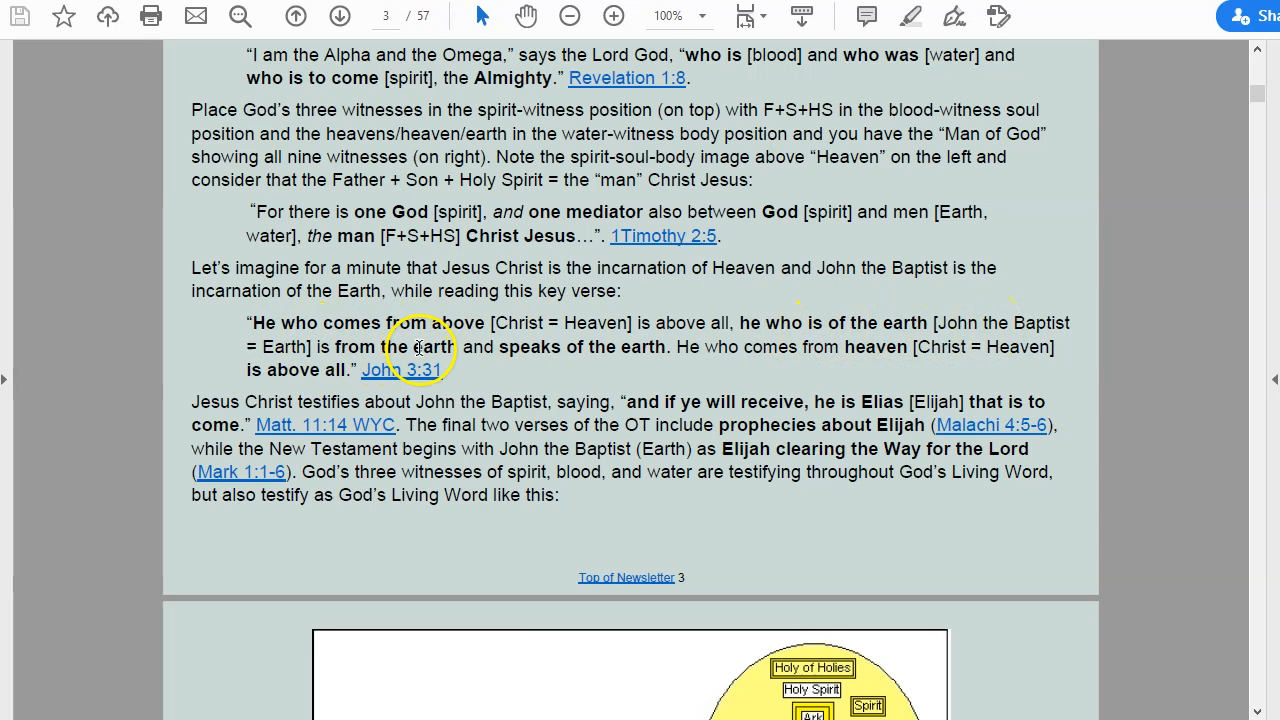 3 / 57 100% Sha
“I am the Alpha and the Omega,” says the Lord God, “who is [blood] and who was [water] and
who is to come [spirit], the Almighty.” Revelation 1:8.
Place God’s three witnesses in the spirit-witness position (on top) with F+S+HS in the blood-witness soul
position and the heavens/heaven/earth in the water-witness body position and you have the “Man of God”
showing all nine witnesses (on right). Note the spirit-soul-body image above “Heaven” on the left and
consider that the Father + Son + Holy Spirit = the “man” Christ Jesus:
“For there is one God [spirit], and one mediator also between God [spirit] and men [Earth,
water], the man [F+S+HS] Christ Jesus…”. 1Timothy 2:5.
Let’s imagine for a minute that Jesus Christ is the incarnation of Heaven and John the Baptist is the
incarnation of the Earth, while reading this key verse:
“He who comes from above [Christ = Heaven] is above all, he who is of the earth [John the Baptist
= Earth] is from the earth and speaks of the earth. He who comes from heaven [Christ = Heaven]
is above all.” John 3:31
Jesus Christ testifies about John the Baptist, saying, “and if ye will receive, he is Elias [Elijah] that is to
come.” Matt. 11:14 WYC. The final two verses of the OT include prophecies about Elijah (Malachi 4:5-6),
while the New Testament begins with John the Baptist (Earth) as Elijah clearing the Way for the Lord
(Mark 1:1-6). God’s three witnesses of spirit, blood, and water are testifying throughout God’s Living Word,
but also testify as God’s Living Word like this:
Top of Newsletter 3
Holy of Holies
Holy Spirit
Spirit
Ark